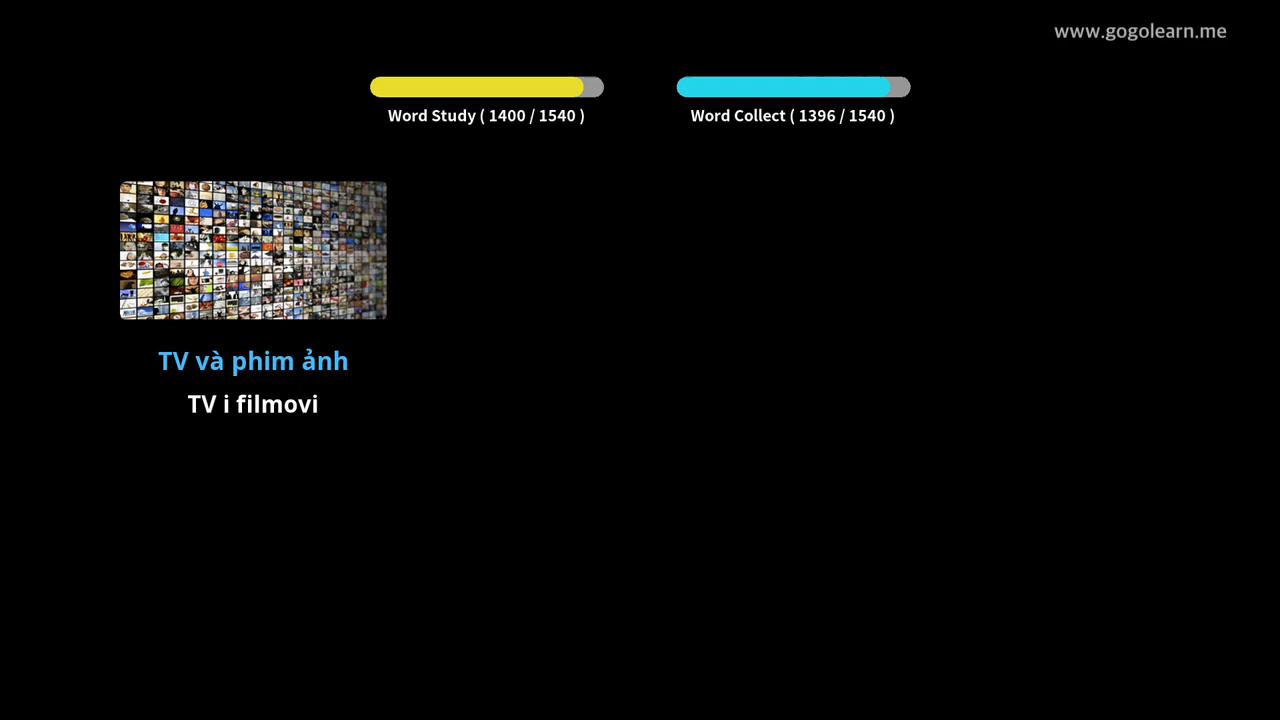 www.gogolearn.me
Word Study ( 1400 / 1540 )
Word Collect ( 1396 / 1540 )
TV và phim ảnh
TV i filmovi